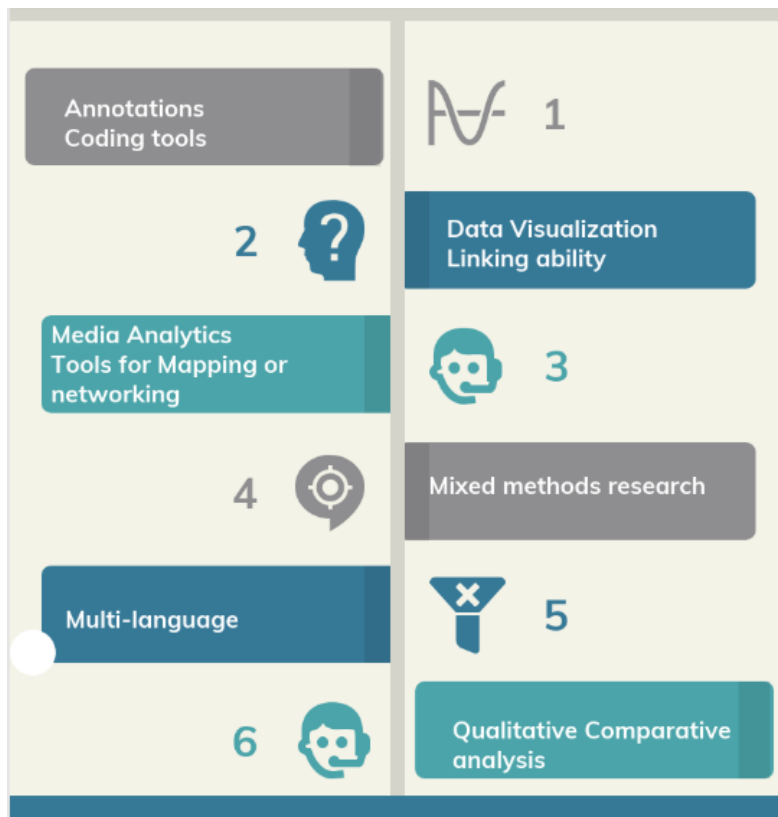 Annotations
Coding tools
1
2
?
Data Visualization
Linking ability
Media Analytics
Tools for Mapping or
networking
3
4
Mixed methods research
Multi-language
5
6
Qualitative Comparative
analysis